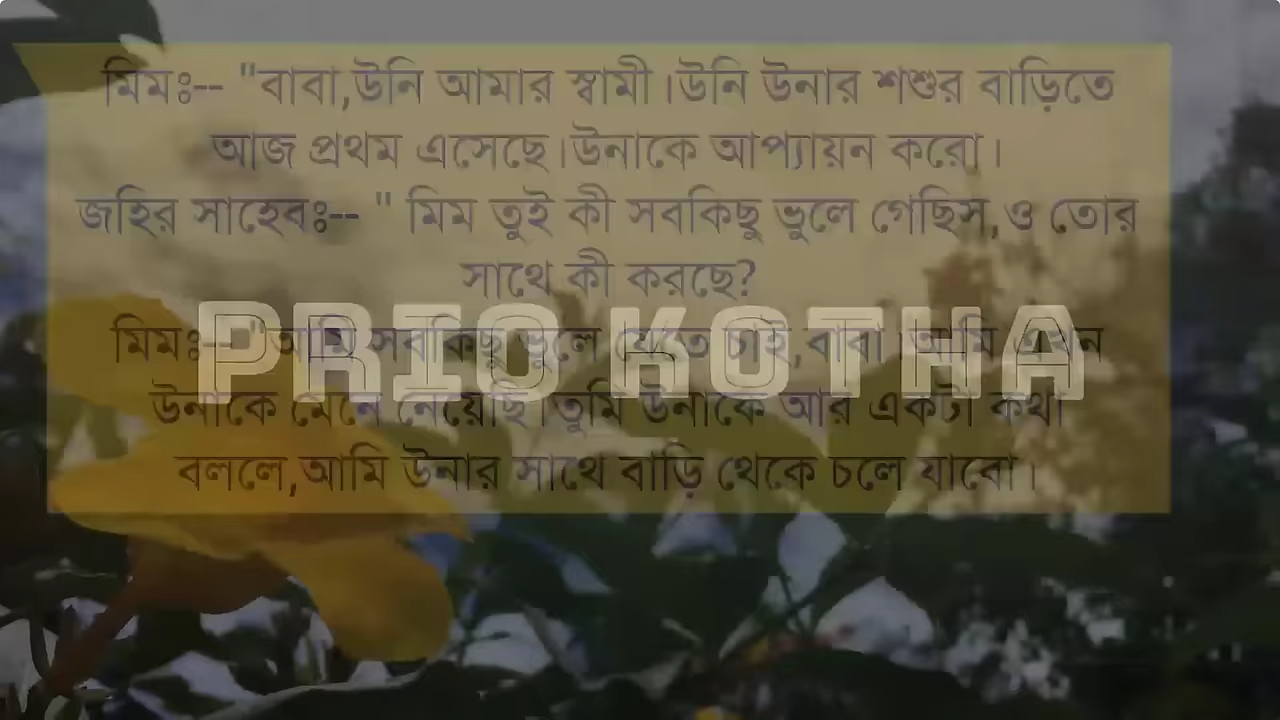 মিমঃ-- "বাবা,উনি আমার স্বামী।উনি উনার শশুর বাড়িতে
আজ প্রথম এসেছে।উনাকে আপ্যায়ন করো।
জহির সাহেবঃ-- " মিম তুই কী সবকিছু ভুলে গেছিস,ও তোর
সাথে কী করছে?
মিমঃ-- "আমি সবকিছু ভুলে যেতে চাই,বাবা আমি এখন
PRIO KOTHA
উনাকে মেনে নেয়েছি।তুমি উনাকে আর একটা কথা
বললে,আমি উনার সাথে বাড়ি থেকে চলে যাবো।